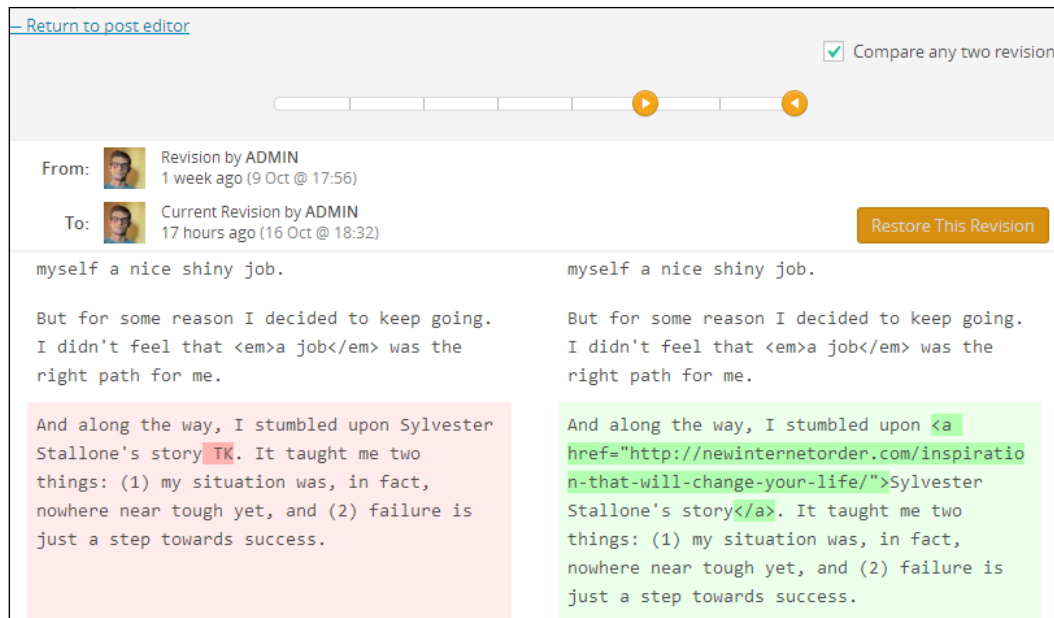 – Return to post editor
Compare any two revision
From:
Revision by ADMIN
1 week ago (9 Oct @ 17:56)
To:
Current Revision by ADMIN
17 hours ago (16 Oct @ 18:32)
Restore This Revision
myself a nice shiny job.
But for some reason I decided to keep going.
I didn't feel that <em>a job</em> was the
right path for me.
And along the way, I stumbled upon Sylvester
Stallone's story TK. It taught me two
things: (1) my situation was, in fact,
nowhere near tough yet, and (2) failure is
just a step towards success.
myself a nice shiny job.
But for some reason I decided to keep going.
I didn't feel that <em>a job</em> was the
right path for me.
And along the way, I stumbled upon <a
href="http://newinternetorder.com/inspiratio
n-that-will-change-your-life/">Sylvester
Stallone's story</a>. It taught me two
things: (1) my situation was, in fact,
nowhere near tough yet, and (2) failure is
just a step towards success.